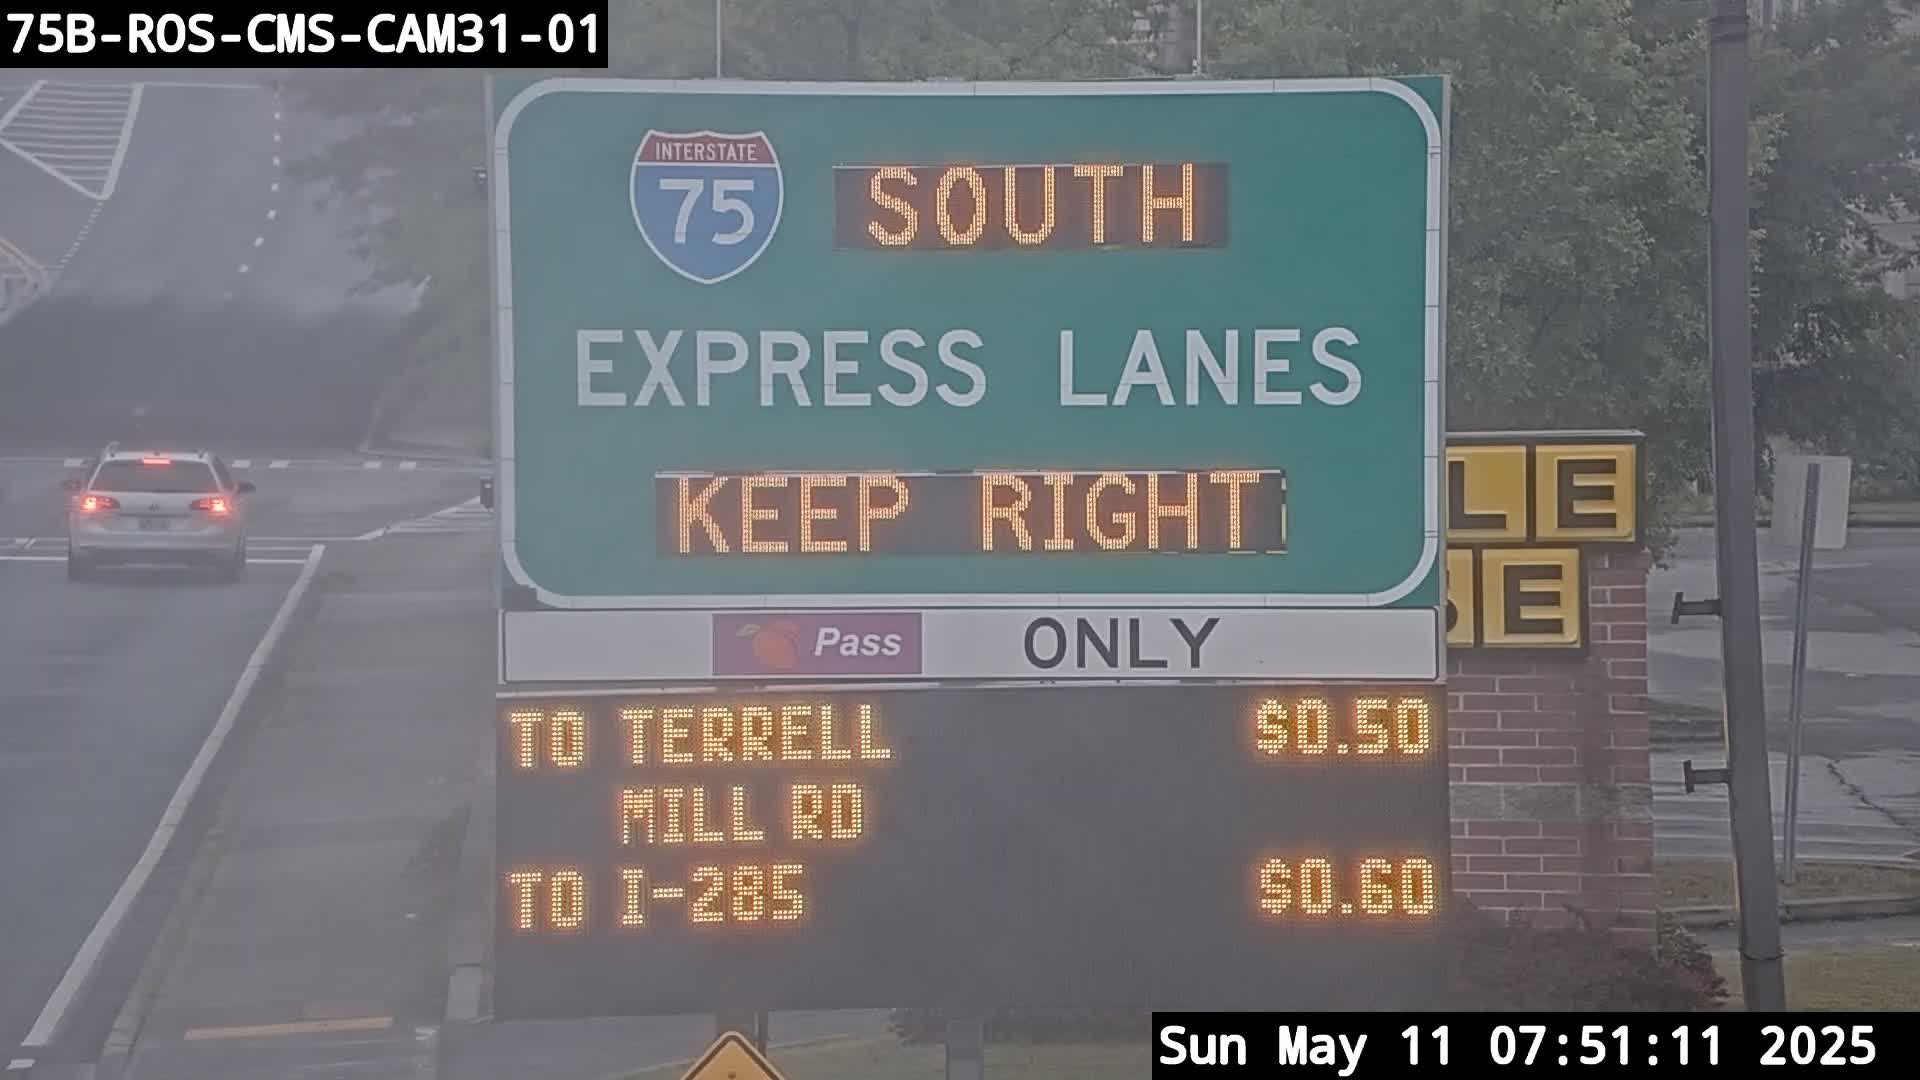 75B-ROS-CMS-CAM31-01
INTERSTATE
75
SOUTH
EXPRESS LANES
KEEP RIGHT
Pass ONLY
TO TERRELL $0.50
MILL RD
TO I-285 $0.60
LE
E
Sun May 11 07:51:11 2025